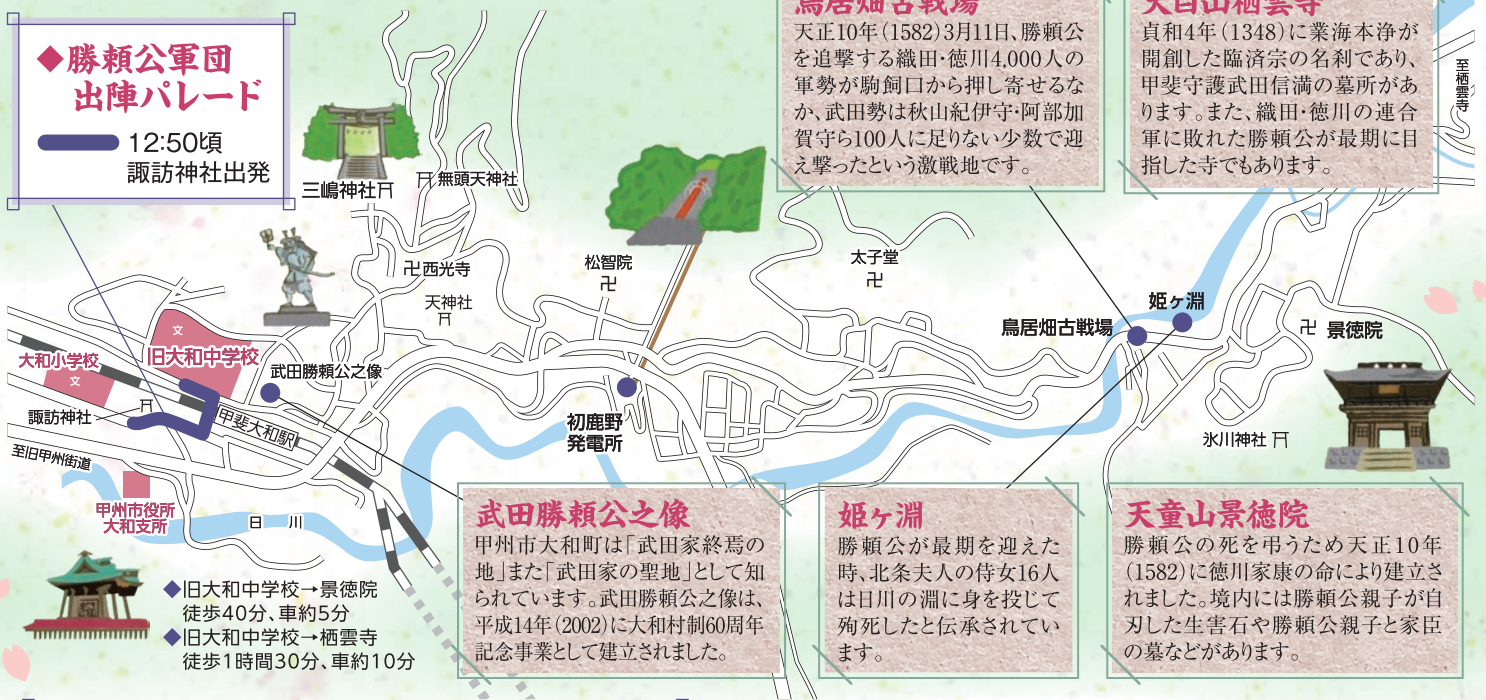 ◆勝頼公軍団
出陣パレード
12:50頃
諏訪神社出発
鳥居畑古戦場
天正10年(1582)3月11日、勝頼公
を追撃する織田・徳川4,000人の
軍勢が駒飼口から押し寄せるな
か、武田勢は秋山紀伊守・阿部加
賀守ら100人に足りない少数で迎
え撃ったという激戦地です。
天目山栖雲寺
貞和4年(1348)に業海本浄が
開創した臨済宗の名刹であり、
甲斐守護武田信満の墓所があ
ります。また、織田・徳川の連合
軍に敗れた勝頼公が最期に目
指した寺でもあります。
至栖雲寺
三嶋神社
無頭天神社
卍西光寺
天神社
松智院
卍
太子堂
卍
鳥居畑古戦場
姫ヶ淵
卍 景徳院
氷川神社
文
大和小学校
文
旧大和中学校
武田勝頼公之像
諏訪神社
甲斐大和駅
至旧甲州街道
甲州市役所
大和支所
日川
初鹿野
発電所
◆旧大和中学校→景徳院
徒歩40分、車約5分
◆旧大和中学校→栖雲寺
徒歩1時間30分、車約10分
武田勝頼公之像
甲州市大和町は「武田家終焉の
地」また「武田家の聖地」として知
られています。武田勝頼公之像は、
平成14年(2002)に大和村制60周年
記念事業として建立されました。
姫ヶ淵
勝頼公が最期を迎えた
時、北条夫人の侍女16人
は日川の淵に身を投じて
殉死したと伝承されてい
ます。
天童山景徳院
勝頼公の死を弔うため天正10年
(1582)に徳川家康の命により建立さ
れました。境内には勝頼公親子が自
刃した生害石や勝頼公親子と家臣
の墓などがあります。